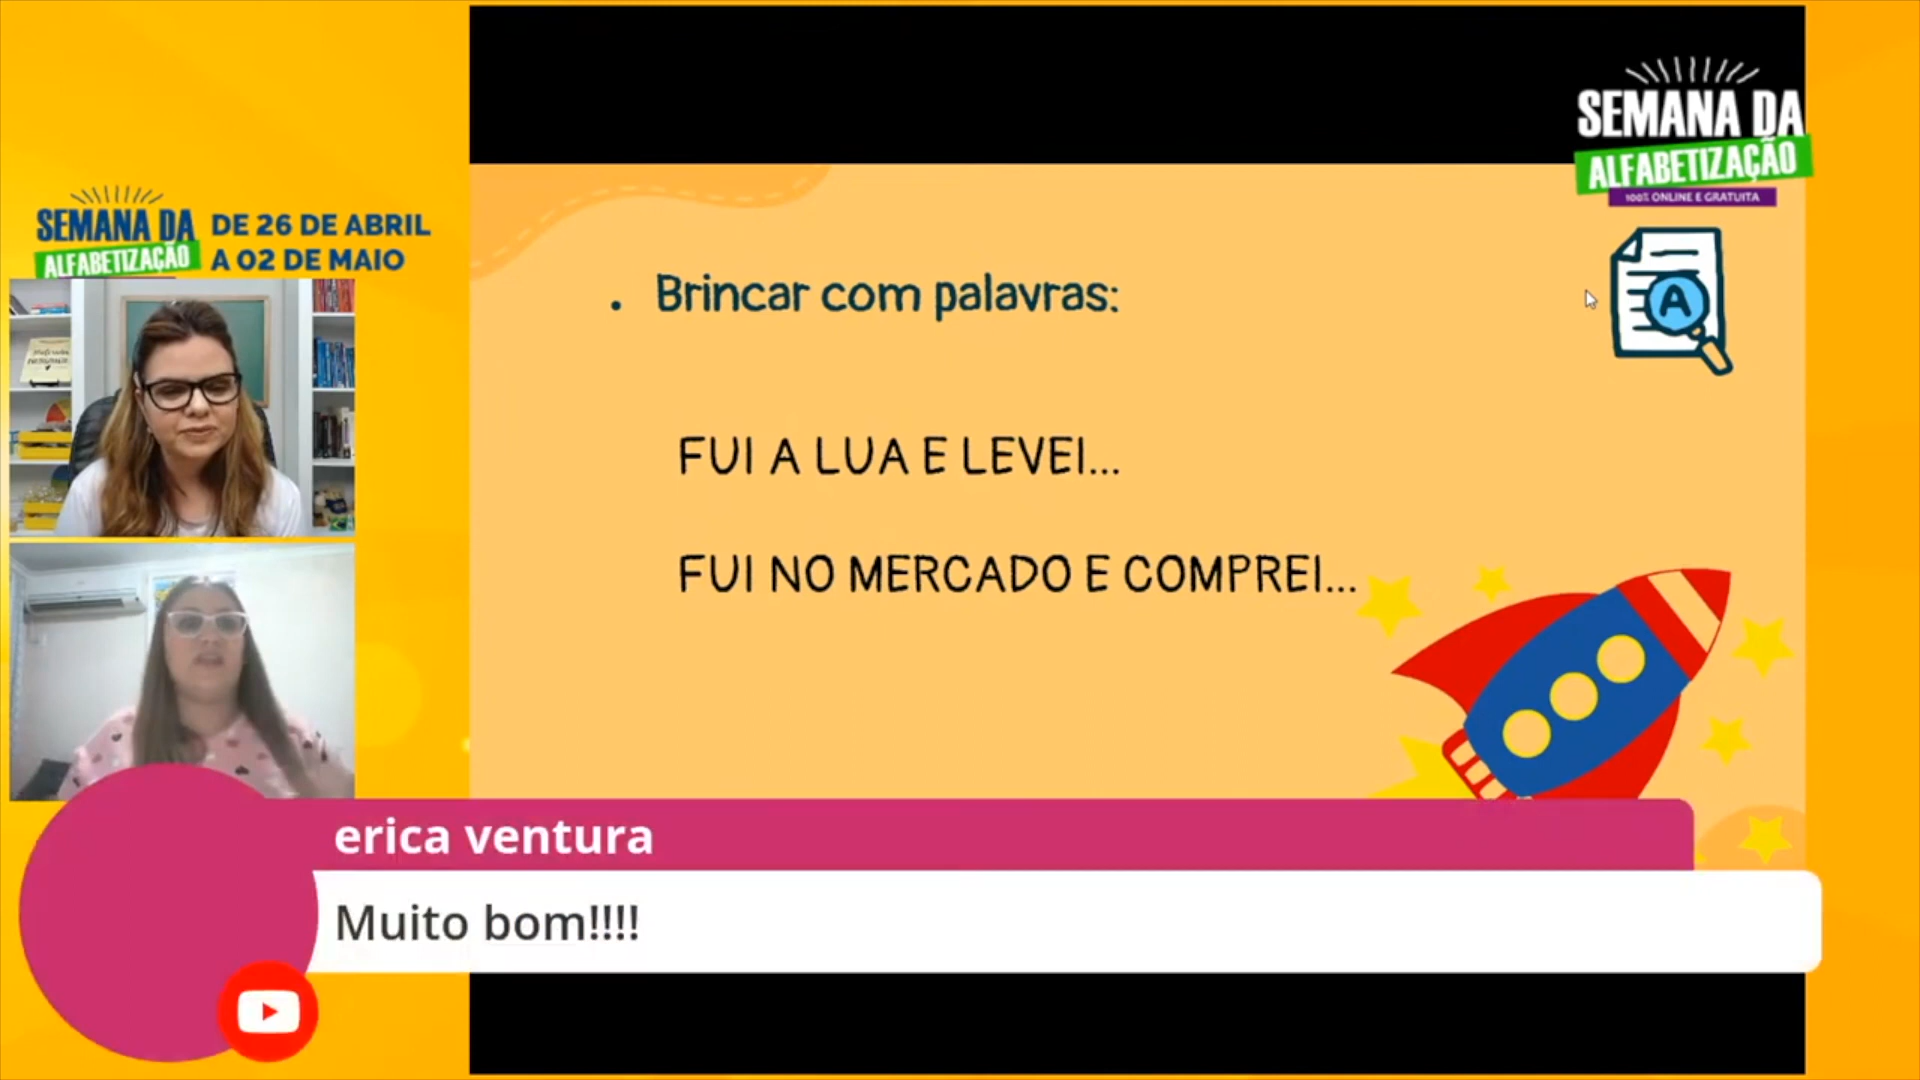 SEMANA DA
ALFABETIZAÇÃO
DE 26 DE ABRIL
A 02 DE MAIO
SEMANA DA
ALFABETIZAÇÃO
100% ONLINE E GRATUITA
. Brincar com palavras:
A
FUI A LUA E LEVEI...
FUI NO MERCADO E COMPREI...
erica ventura
Muito bom!!!!